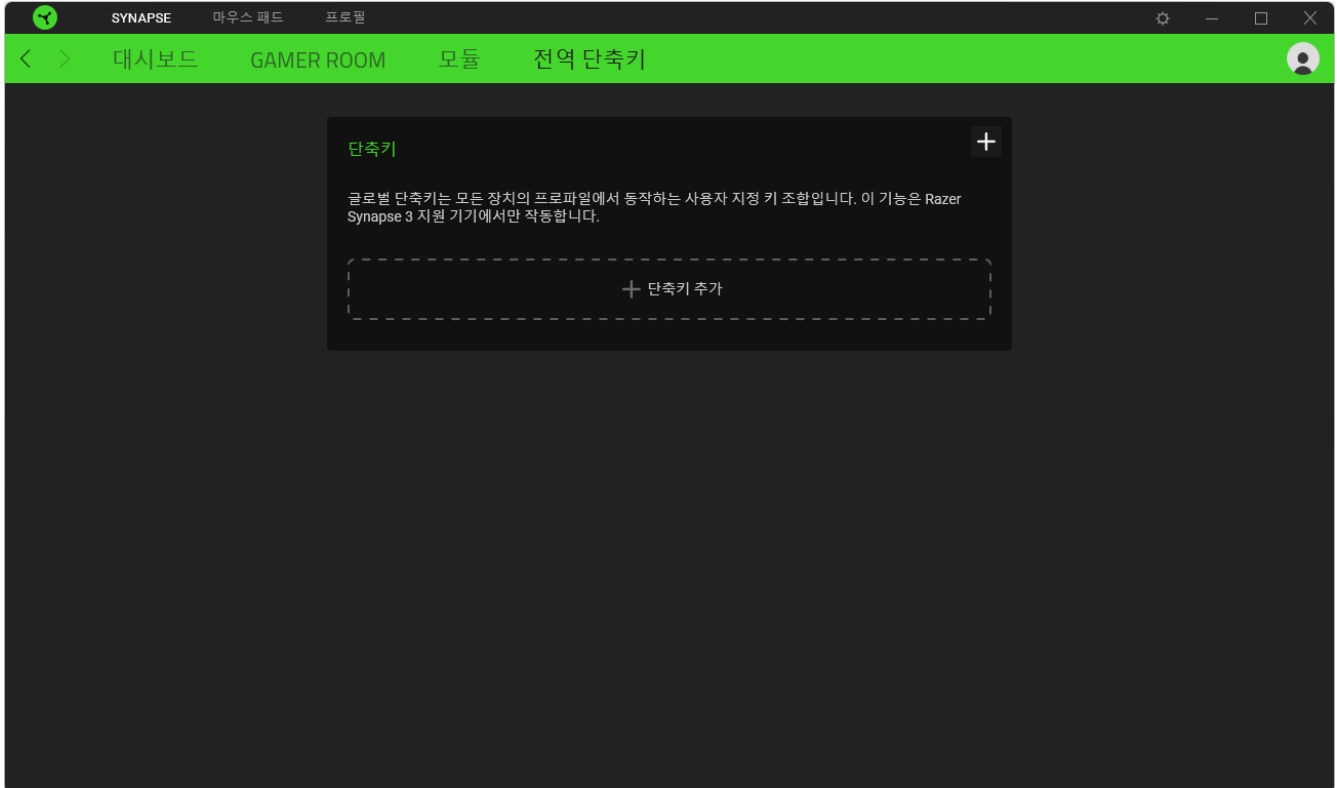 SYNAPSE 마우스 패드 프로필
대시보드 GAMER ROOM 모듈 전역 단축키
단축키
글로벌 단축키는 모든 장치의 프로파일에서 동작하는 사용자 지정 키 조합입니다. 이 기능은 Razer
Synapse 3 지원 기기에서만 작동합니다.
단축키 추가